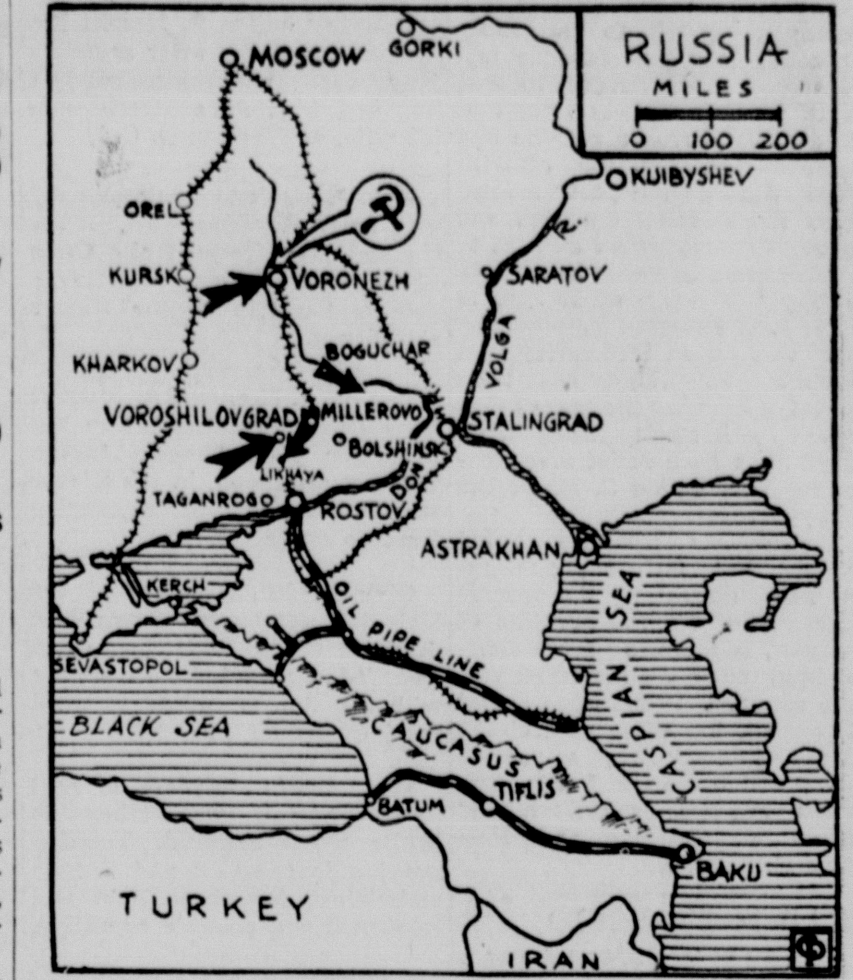 RUSSIA
MILES
0 100 200
GORKI
MOSCOW
KUIBYSHEV
OREL
R.
KURSK
VORONEZH
SARATOV
VOLGA
BOGUCHAR
KHARKOV
MILLEROVO
R.
VOROSHILOVGRAD
STALINGRAD
BOLSHINSK
LIKHAYA
DON
TAGANROG
ROSTOV
ASTRAKHAN
KERCH
OIL PIPE LINE
CASPIAN SEA
SEVASTOPOL
BLACK SEA
CAUCASUS
TIFLIS
BATUM
BAKU
TURKEY
IRAN